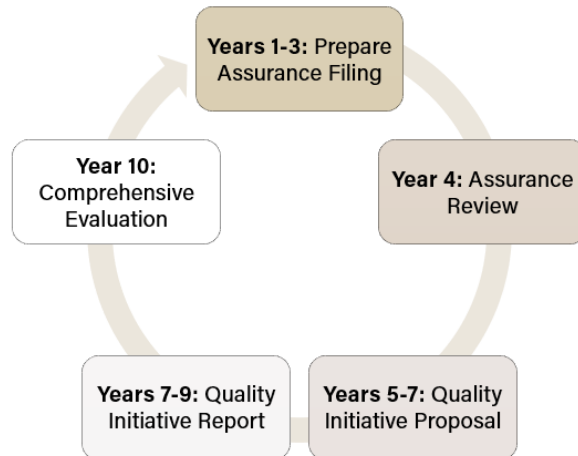 Years 1-3: Prepare
Assurance Filing
Year 4: Assurance
Review
Years 5-7: Quality
Initiative Proposal
Years 7-9: Quality
Initiative Report
Year 10:
Comprehensive
Evaluation